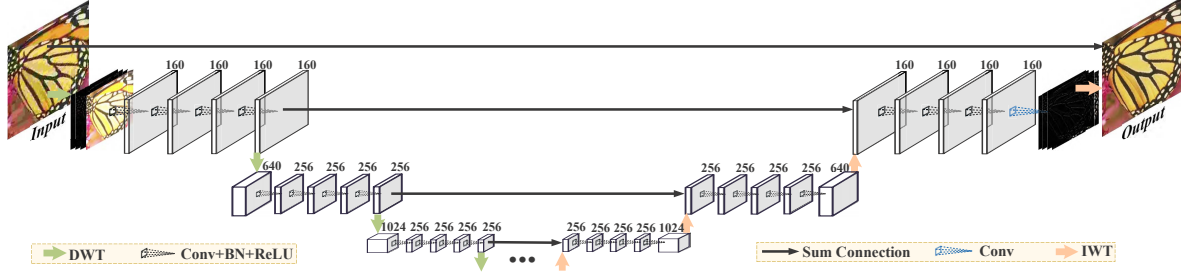 160 160 160 160
160 160 160 160
Input
Output
640 256 256 256 256
256 256 256 256 640
1024 256 256 256 256
256 256 256 256 1024
DWT Conv+BN+ReLU
Sum Connection Conv IWT